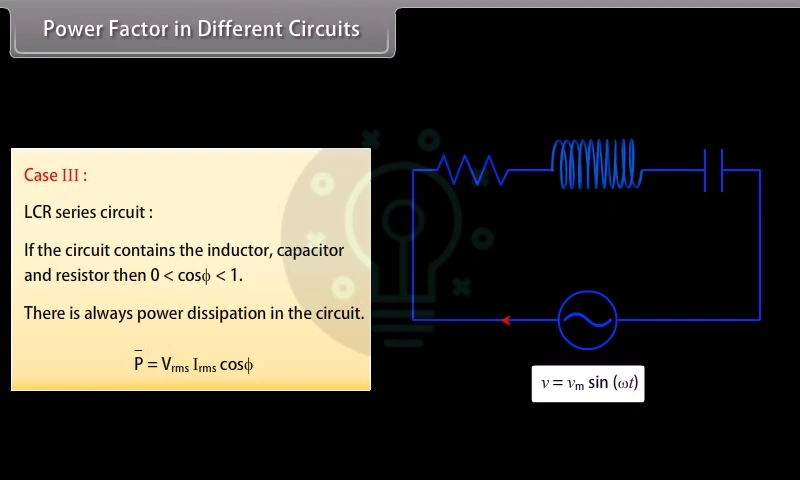 Power Factor in Different Circuits
Case III :
LCR series circuit :
If the circuit contains the inductor, capacitor
and resistor then 0 < cosϕ < 1.
There is always power dissipation in the circuit.
P̅ = Vrms Irms cosϕ
v = vm sin (ωt)